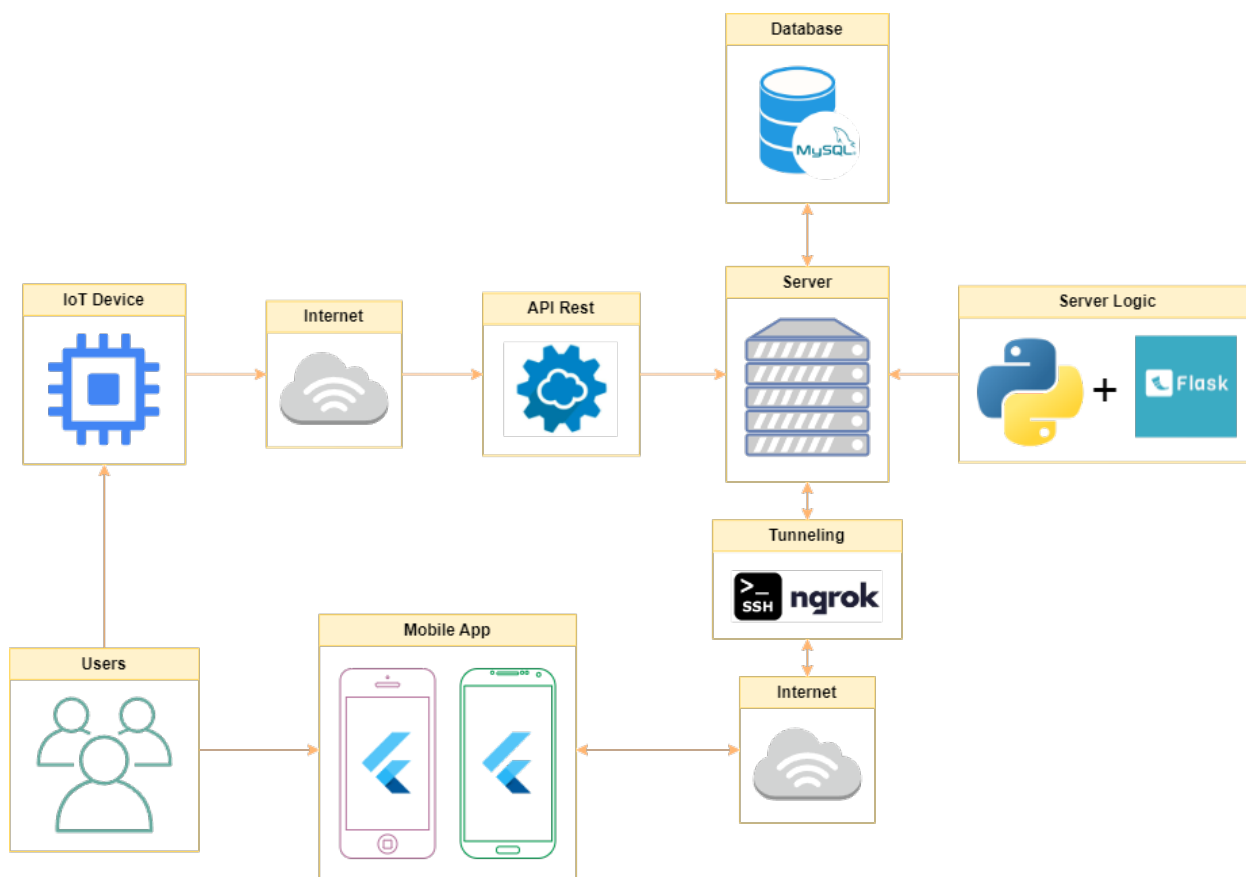 Database
MySQL
IoT Device
Internet
API Rest
Server
Server Logic
+
Flask
Tunneling
>_
SSH
ngrok
Users
Mobile App
Internet